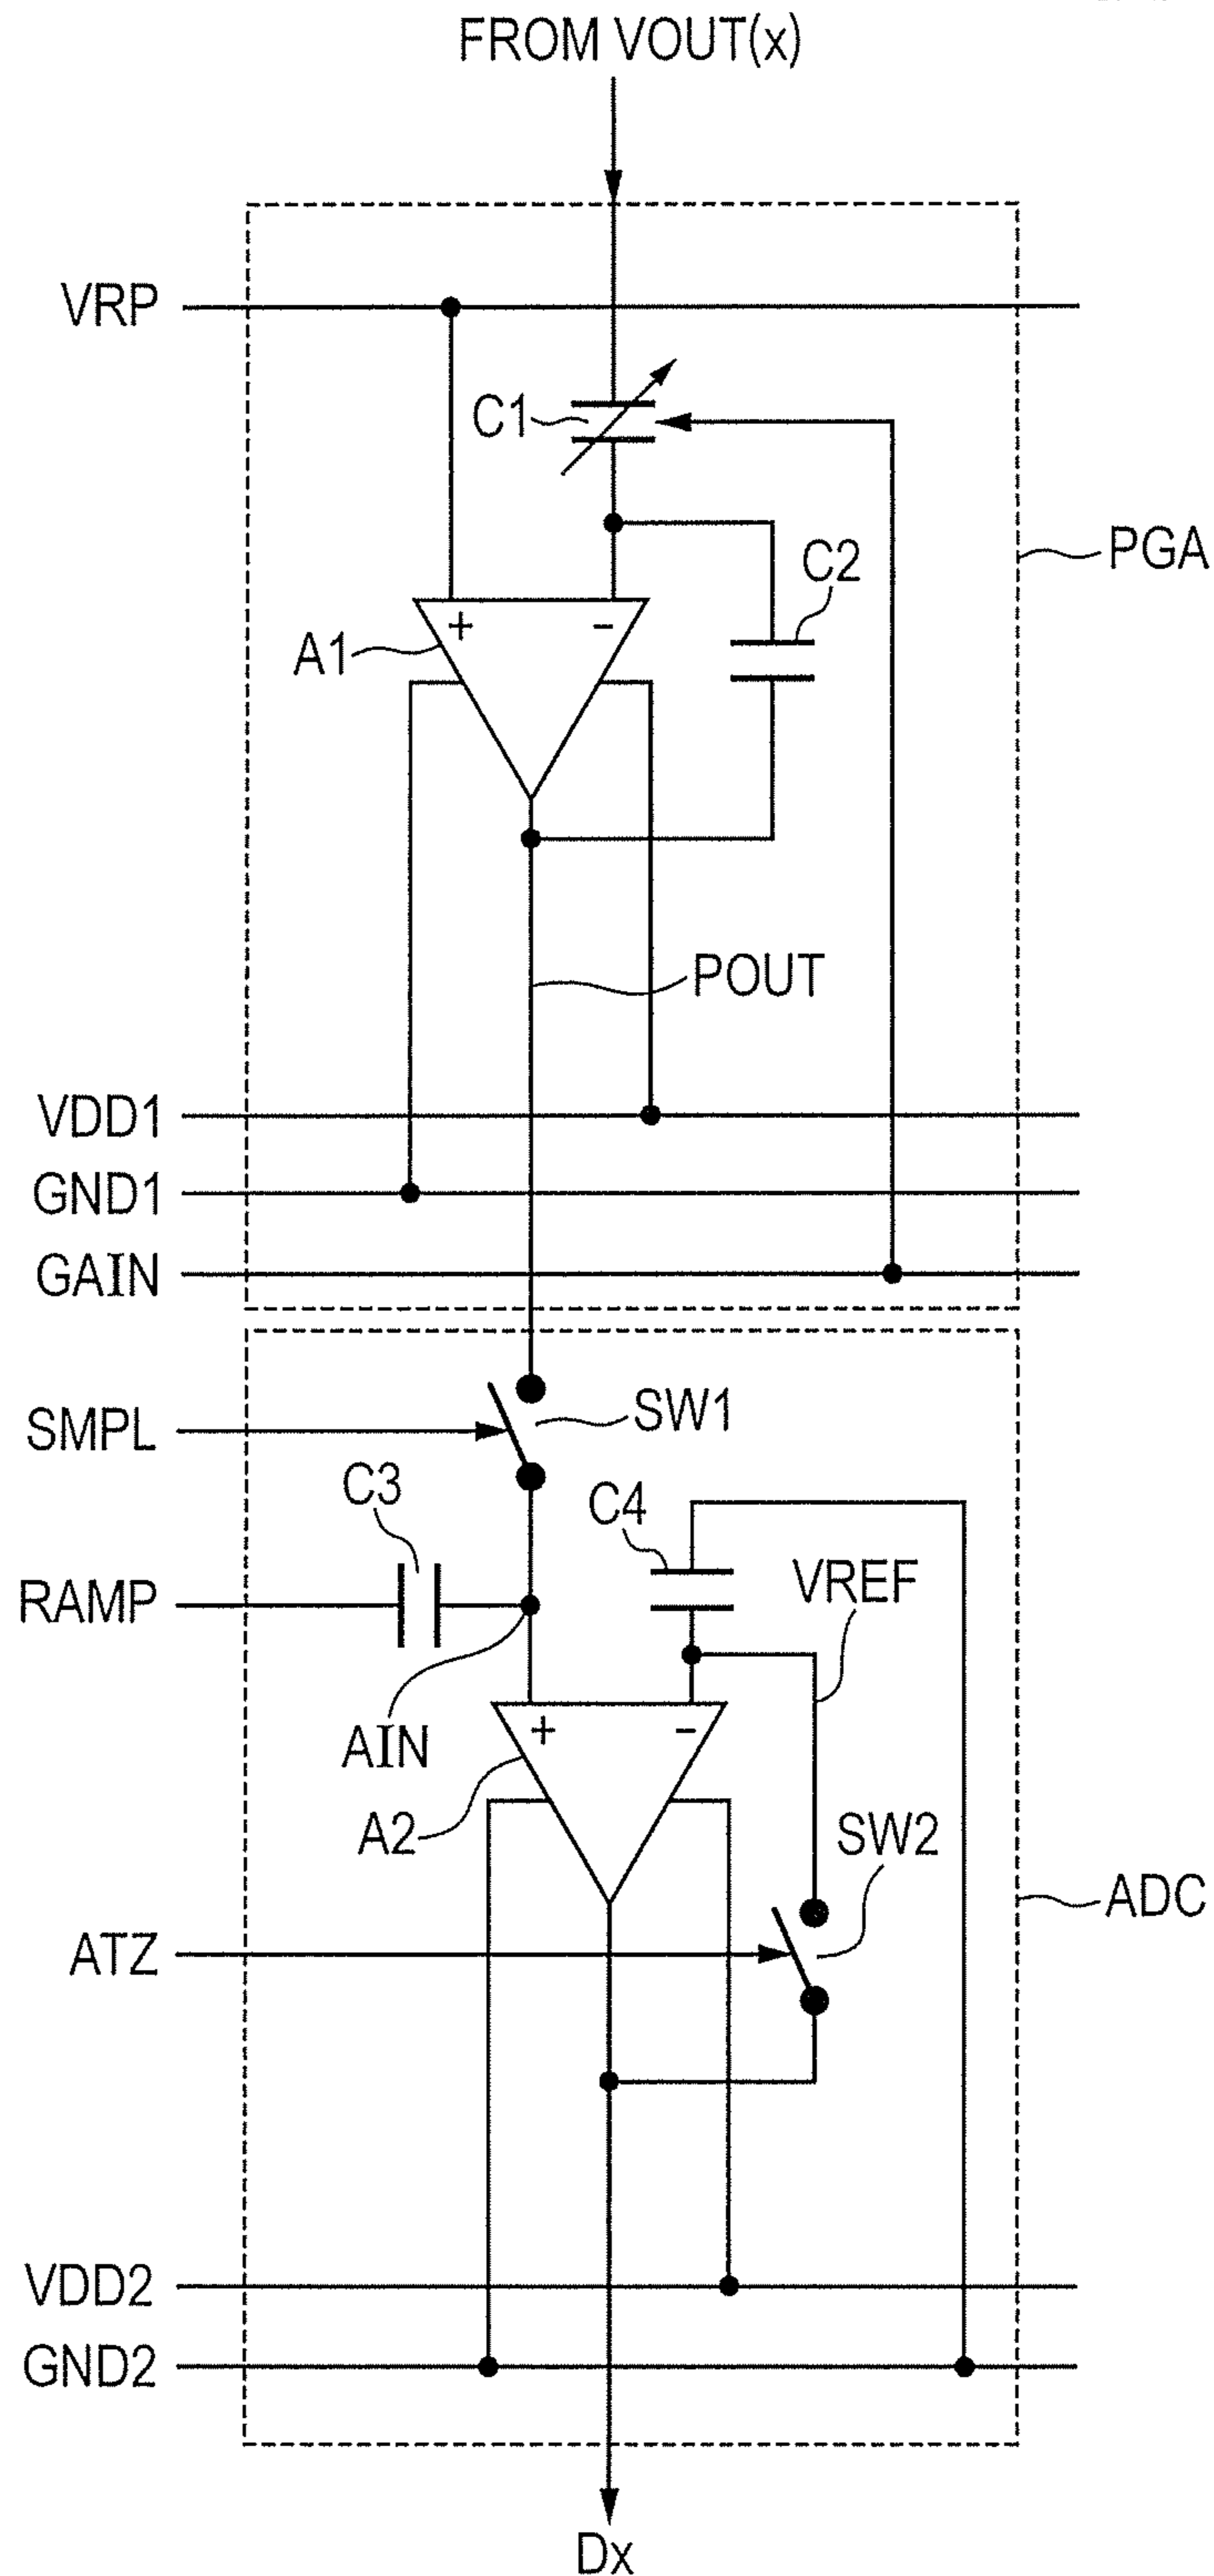 FROM VOUT(x)
VRP
C1
PGA
C2
+
-
A1
POUT
VDD1
GND1
GAIN
SMPL
SW1
C3
C4
RAMP
VREF
AIN
+
-
A2
SW2
ADC
ATZ
VDD2
GND2
Dx